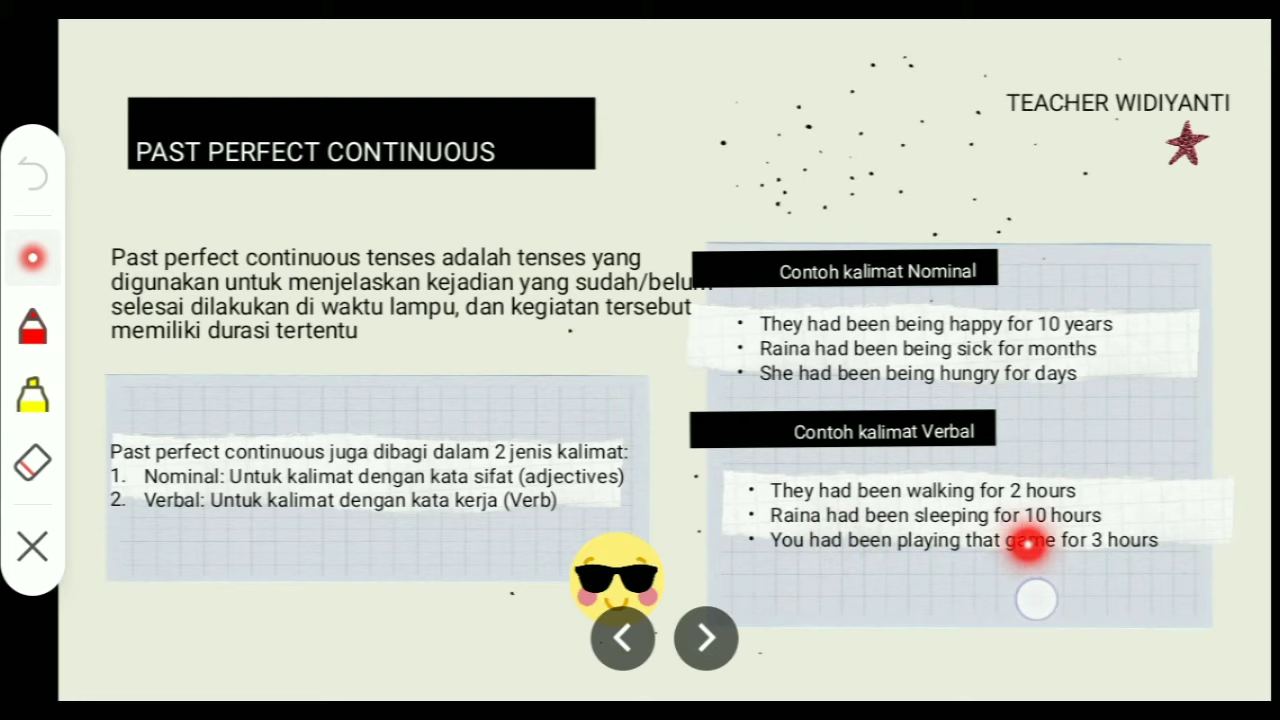 TEACHER WIDIYANTI
PAST PERFECT CONTINUOUS
Past perfect continuous tenses adalah tenses yang
digunakan untuk menjelaskan kejadian yang sudah/belum
selesai dilakukan di waktu lampu, dan kegiatan tersebut
memiliki durasi tertentu
Past perfect continuous juga dibagi dalam 2 jenis kalimat:
1. Nominal: Untuk kalimat dengan kata sifat (adjectives)
2. Verbal: Untuk kalimat dengan kata kerja (Verb)
Contoh kalimat Nominal
• They had been being happy for 10 years
• Raina had been being sick for months
• She had been being hungry for days
Contoh kalimat Verbal
• They had been walking for 2 hours
• Raina had been sleeping for 10 hours
• You had been playing that game for 3 hours